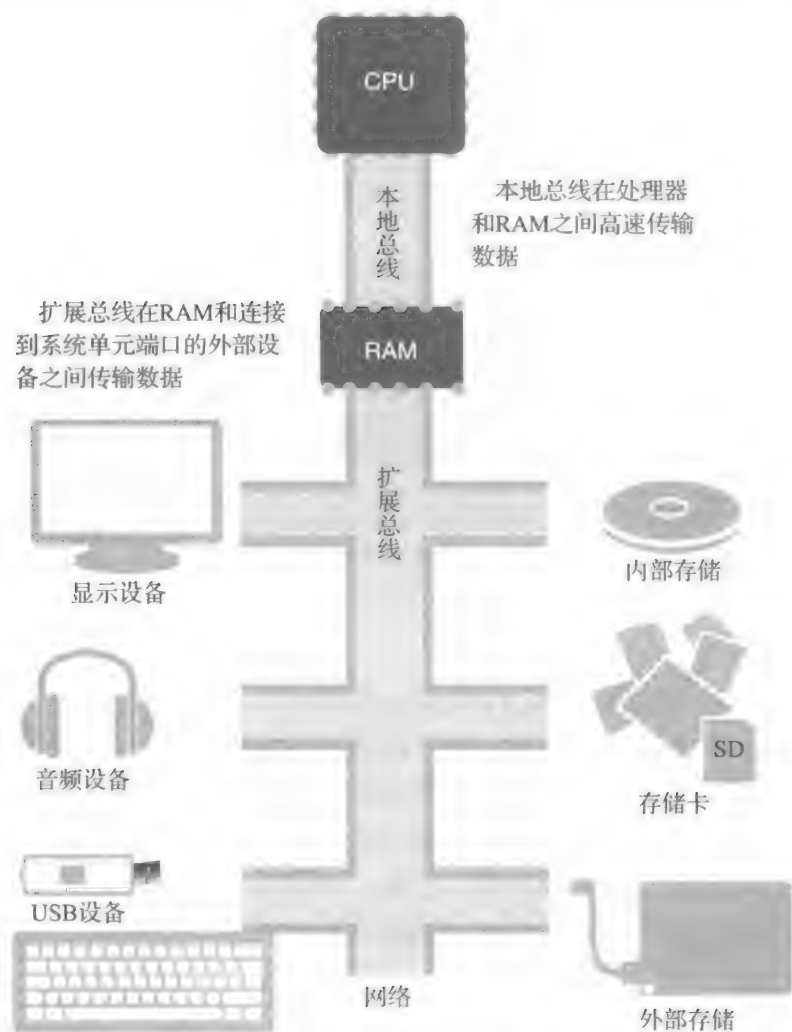 CPU
本地总线
本地总线在处理器
和RAM之间高速传输
数据
扩展总线在RAM和连接
到系统单元端口的外部设
备之间传输数据
RAM
扩展总线
显示设备
内部存储
音频设备
SD
存储卡
USB设备
网络
外部存储